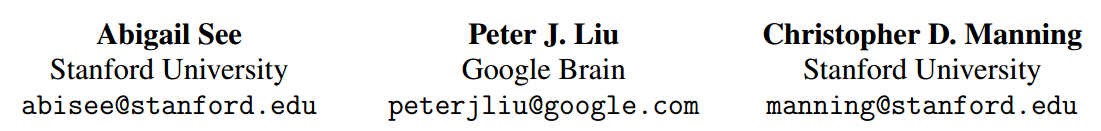 Abigail See
Stanford University
abisee@stanford.edu
Peter J. Liu
Google Brain
peterjliu@google.com
Christopher D. Manning
Stanford University
manning@stanford.edu